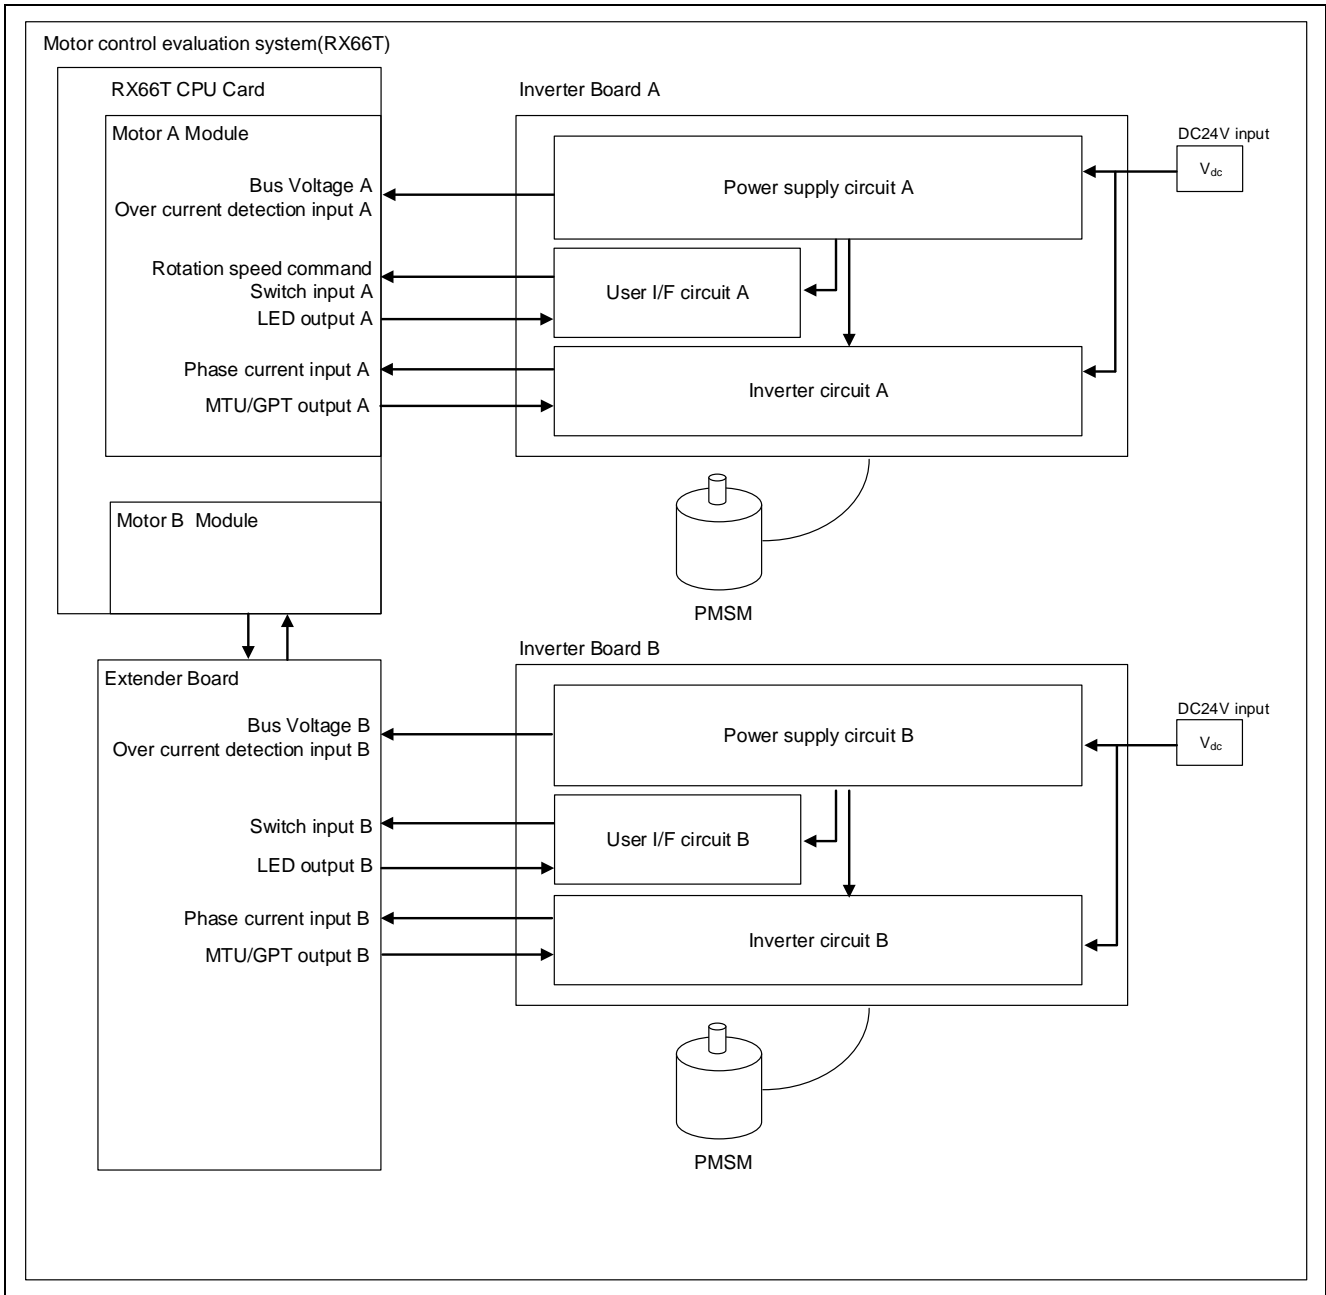 Motor control evaluation system(RX66T)
RX66T CPU Card
Motor A Module
Bus Voltage A
Over current detection input A
Rotation speed command
Switch input A
LED output A
Phase current input A
MTU/GPT output A
Motor B  Module
Inverter Board A
Power supply circuit A
User I/F circuit A
Inverter circuit A
DC24V input
Vdc
PMSM
Extender Board
Bus Voltage B
Over current detection input B
Switch input B
LED output B
Phase current input B
MTU/GPT output B
Inverter Board B
Power supply circuit B
User I/F circuit B
Inverter circuit B
DC24V input
Vdc
PMSM